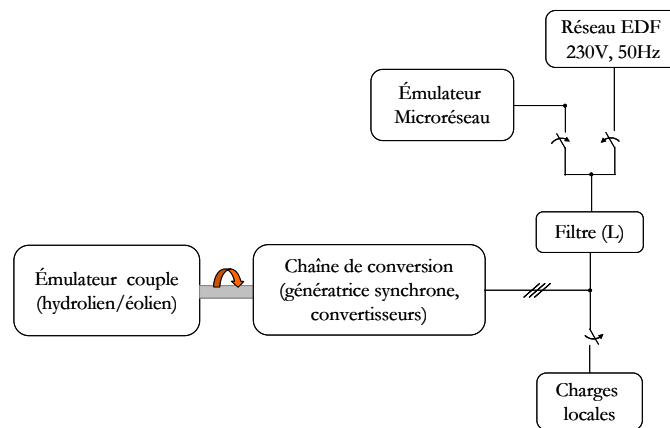 Réseau EDF
230V, 50Hz
Émulateur
Microréseau
Filtre (L)
Émulateur couple
(hydrolien/éolien)
Chaîne de conversion
(génératrice synchrone,
convertisseurs)
Charges
locales